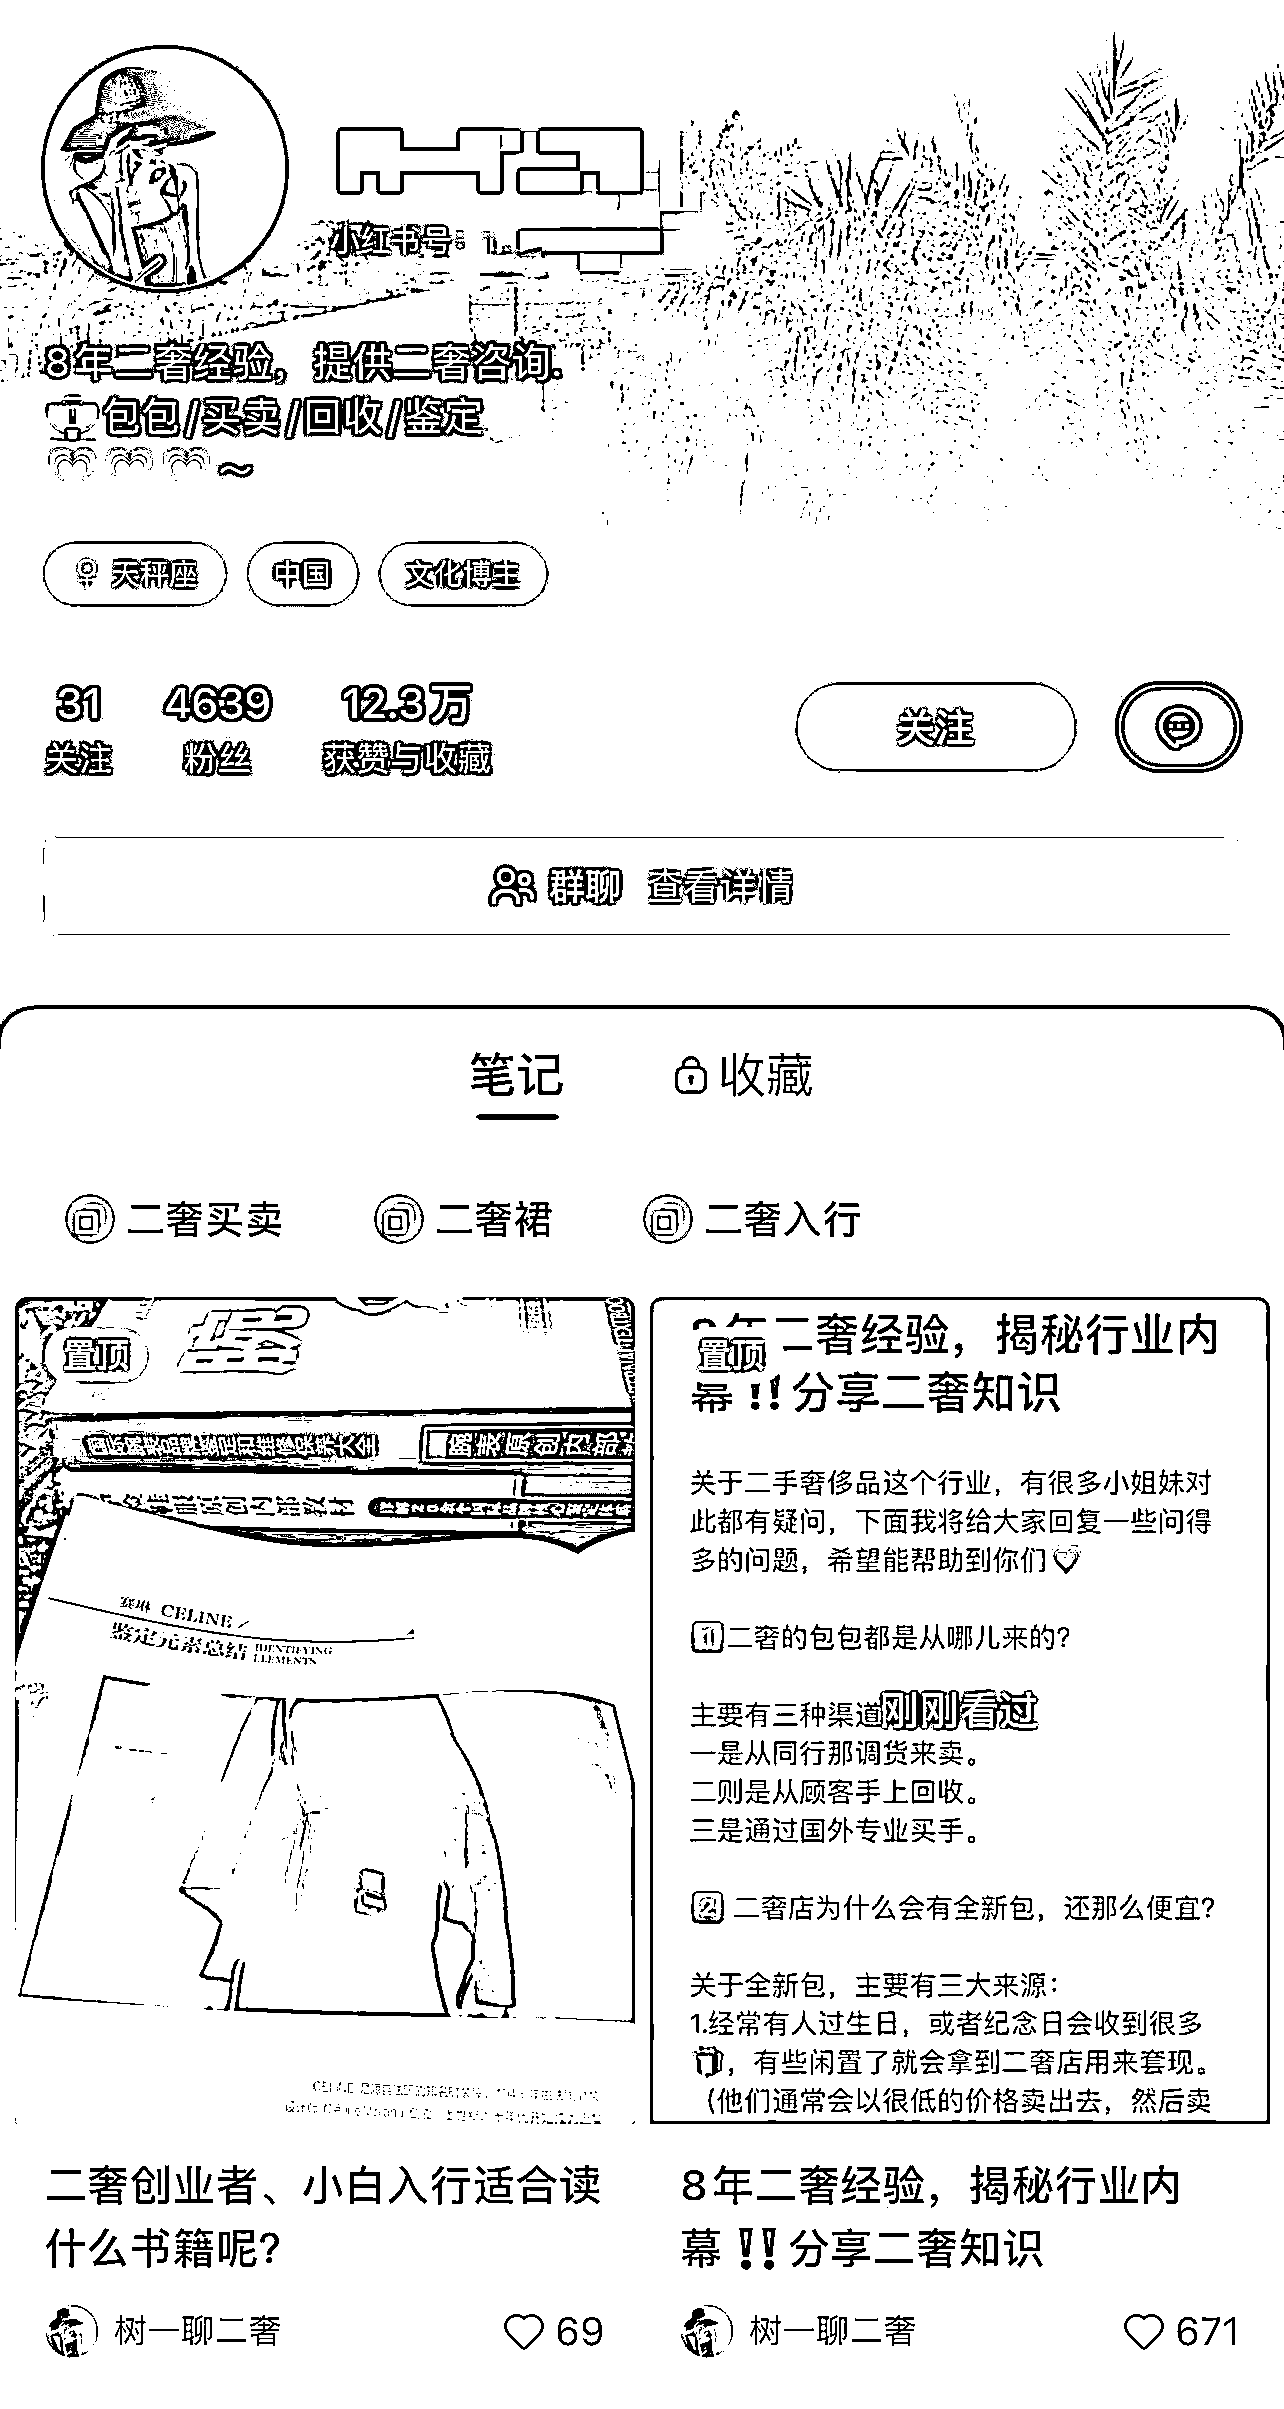 小红书号:
8年二奢经验，提供二奢咨询.
包包/买卖/回收/鉴定
~
天秤座 中国 文化博主
31 4639 12.3万
关注 粉丝 获赞与收藏
关注
群聊 查看详情
笔记 收藏
二奢买卖 二奢裙 二奢入行
置顶
赛琳 CELINE /
鉴定元素总结 IDENTIFYING ELEMENTS
二奢创业者、小白入行适合读
什么书籍呢?
树一聊二奢 69
置顶
二奢经验，揭秘行业内
幕 ‼️分享二奢知识
关于二手奢侈品这个行业，有很多小姐妹对
此都有疑问，下面我将给大家回复一些问得
多的问题，希望能帮助到你们
1 二奢的包包都是从哪儿来的?
主要有三种渠道
刚刚看过
一是从同行那调货来卖。
二则是从顾客手上回收。
三是通过国外专业买手。
2 二奢店为什么会有全新包，还那么便宜?
关于全新包，主要有三大来源：
1.经常有人过生日，或者纪念日会收到很多
，有些闲置了就会拿到二奢店用来套现。
（他们通常会以很低的价格卖出去，然后卖
8年二奢经验，揭秘行业内
幕 ‼️分享二奢知识
树一聊二奢 671